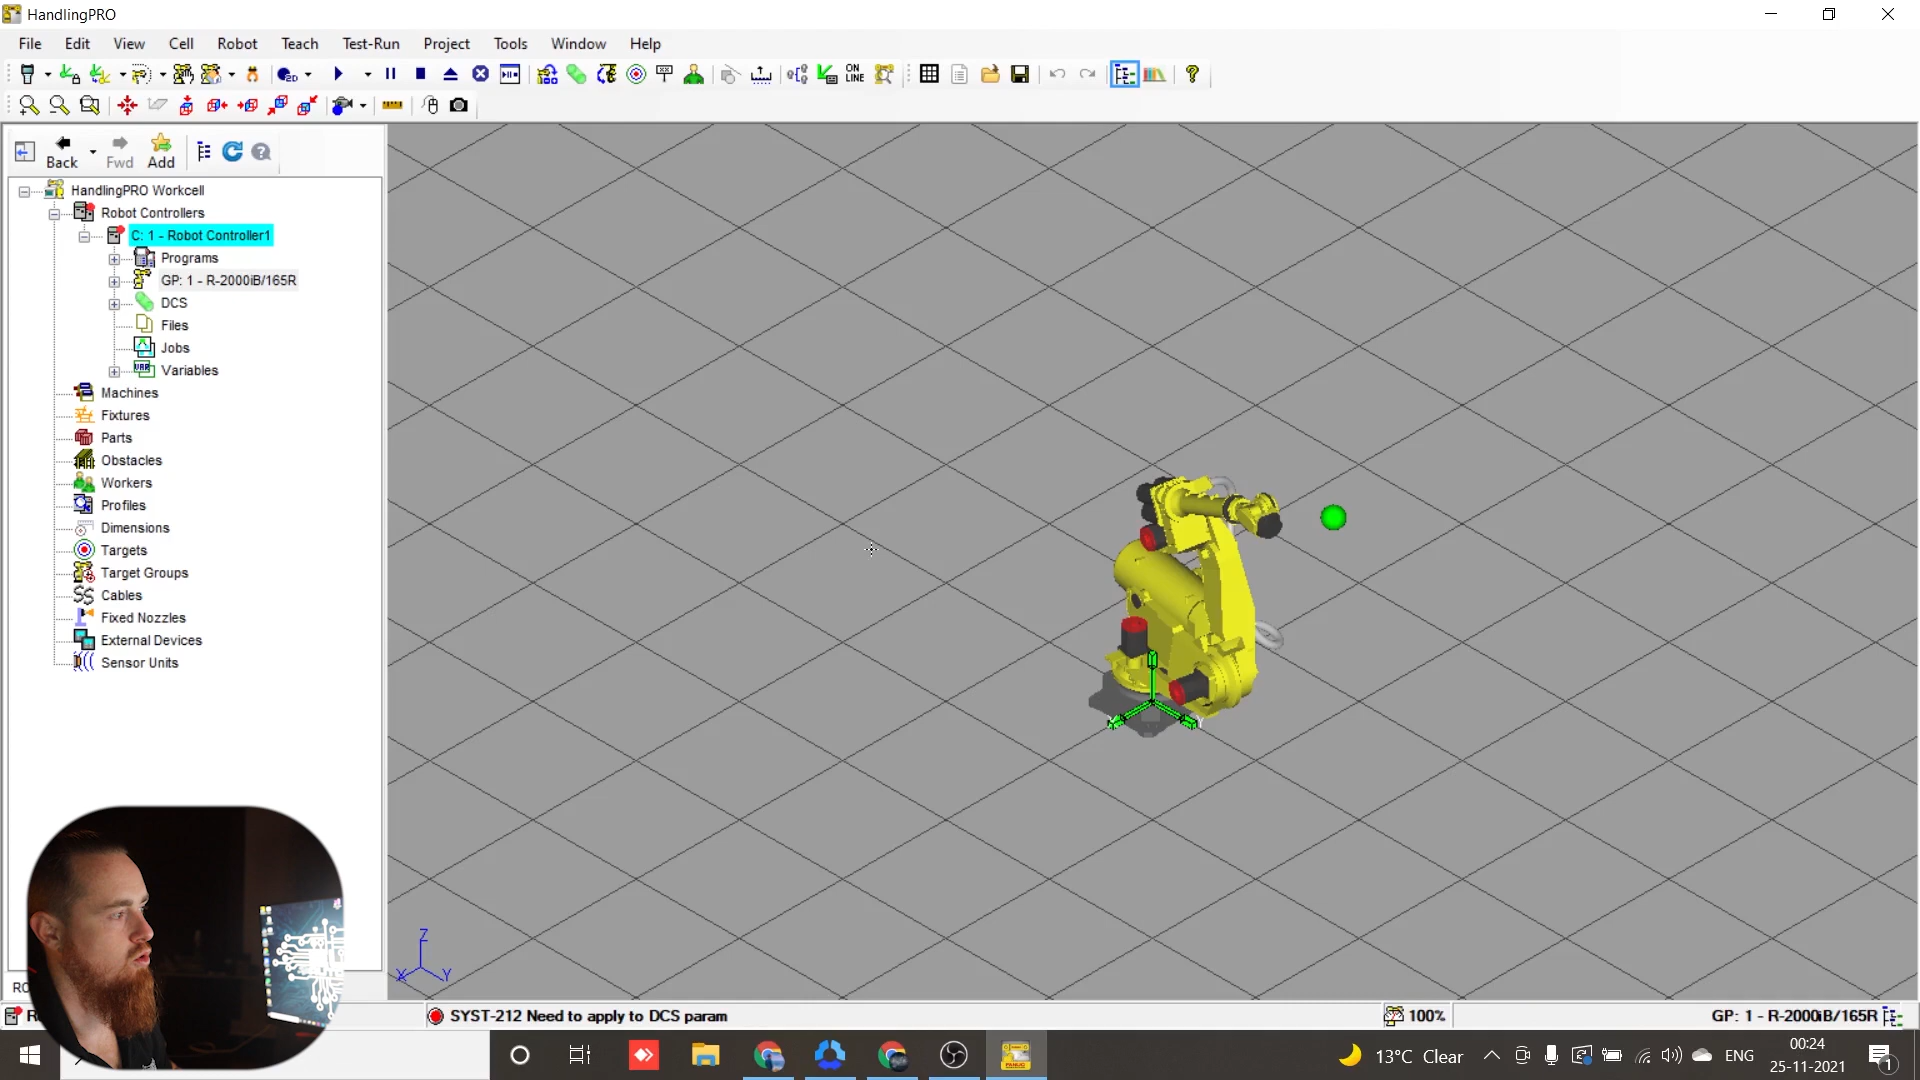 HandlingPRO
File Edit View Cell Robot Teach Test-Run Project Tools Window Help
ON LINE
Back Fwd Add
HandlingPRO Workcell
Robot Controllers
C: 1 - Robot Controller1
Programs
GP: 1 - R-2000iB/165R
DCS
Files
Jobs
Variables
Machines
Fixtures
Parts
Obstacles
Workers
Profiles
Dimensions
Targets
Target Groups
Cables
Fixed Nozzles
External Devices
Sensor Units
Z
X Y
SYST-212 Need to apply to DCS param
100%
GP: 1 - R-2000iB/165R
13°C Clear
ENG
00:24
25-11-2021
1